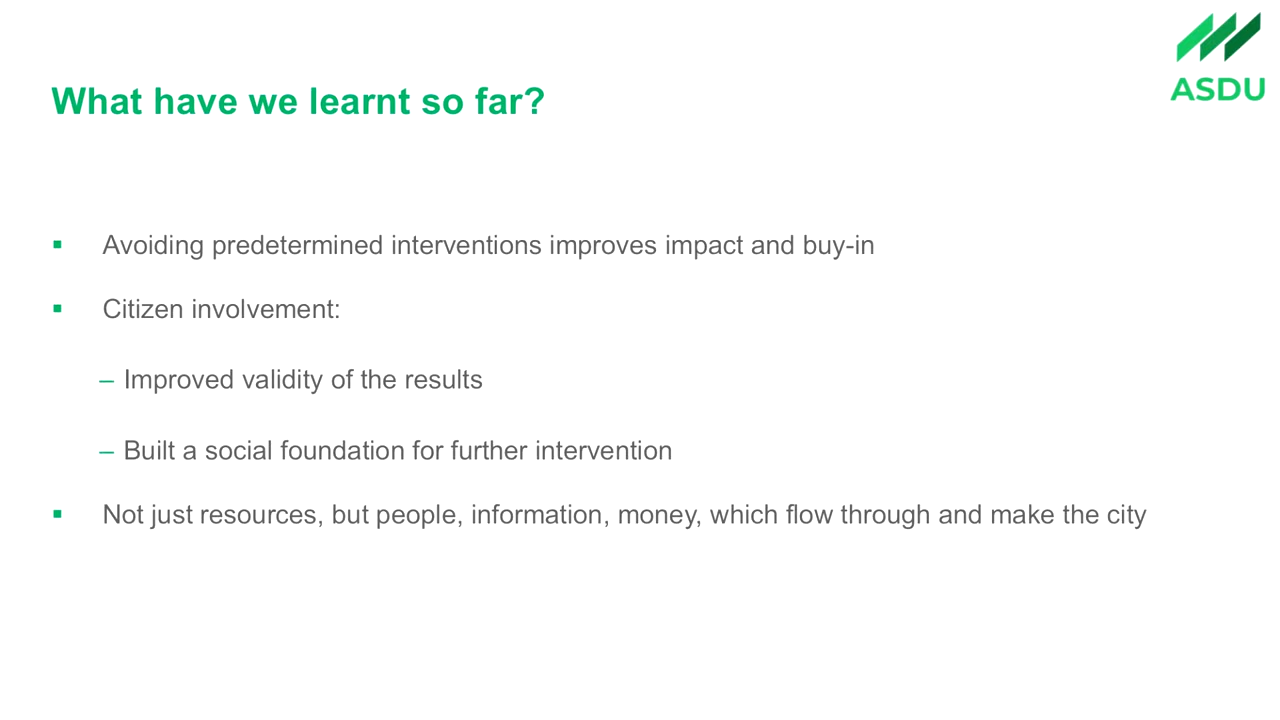 ASDU
What have we learnt so far?
▪ Avoiding predetermined interventions improves impact and buy-in
▪ Citizen involvement:
– Improved validity of the results
– Built a social foundation for further intervention
▪ Not just resources, but people, information, money, which flow through and make the city